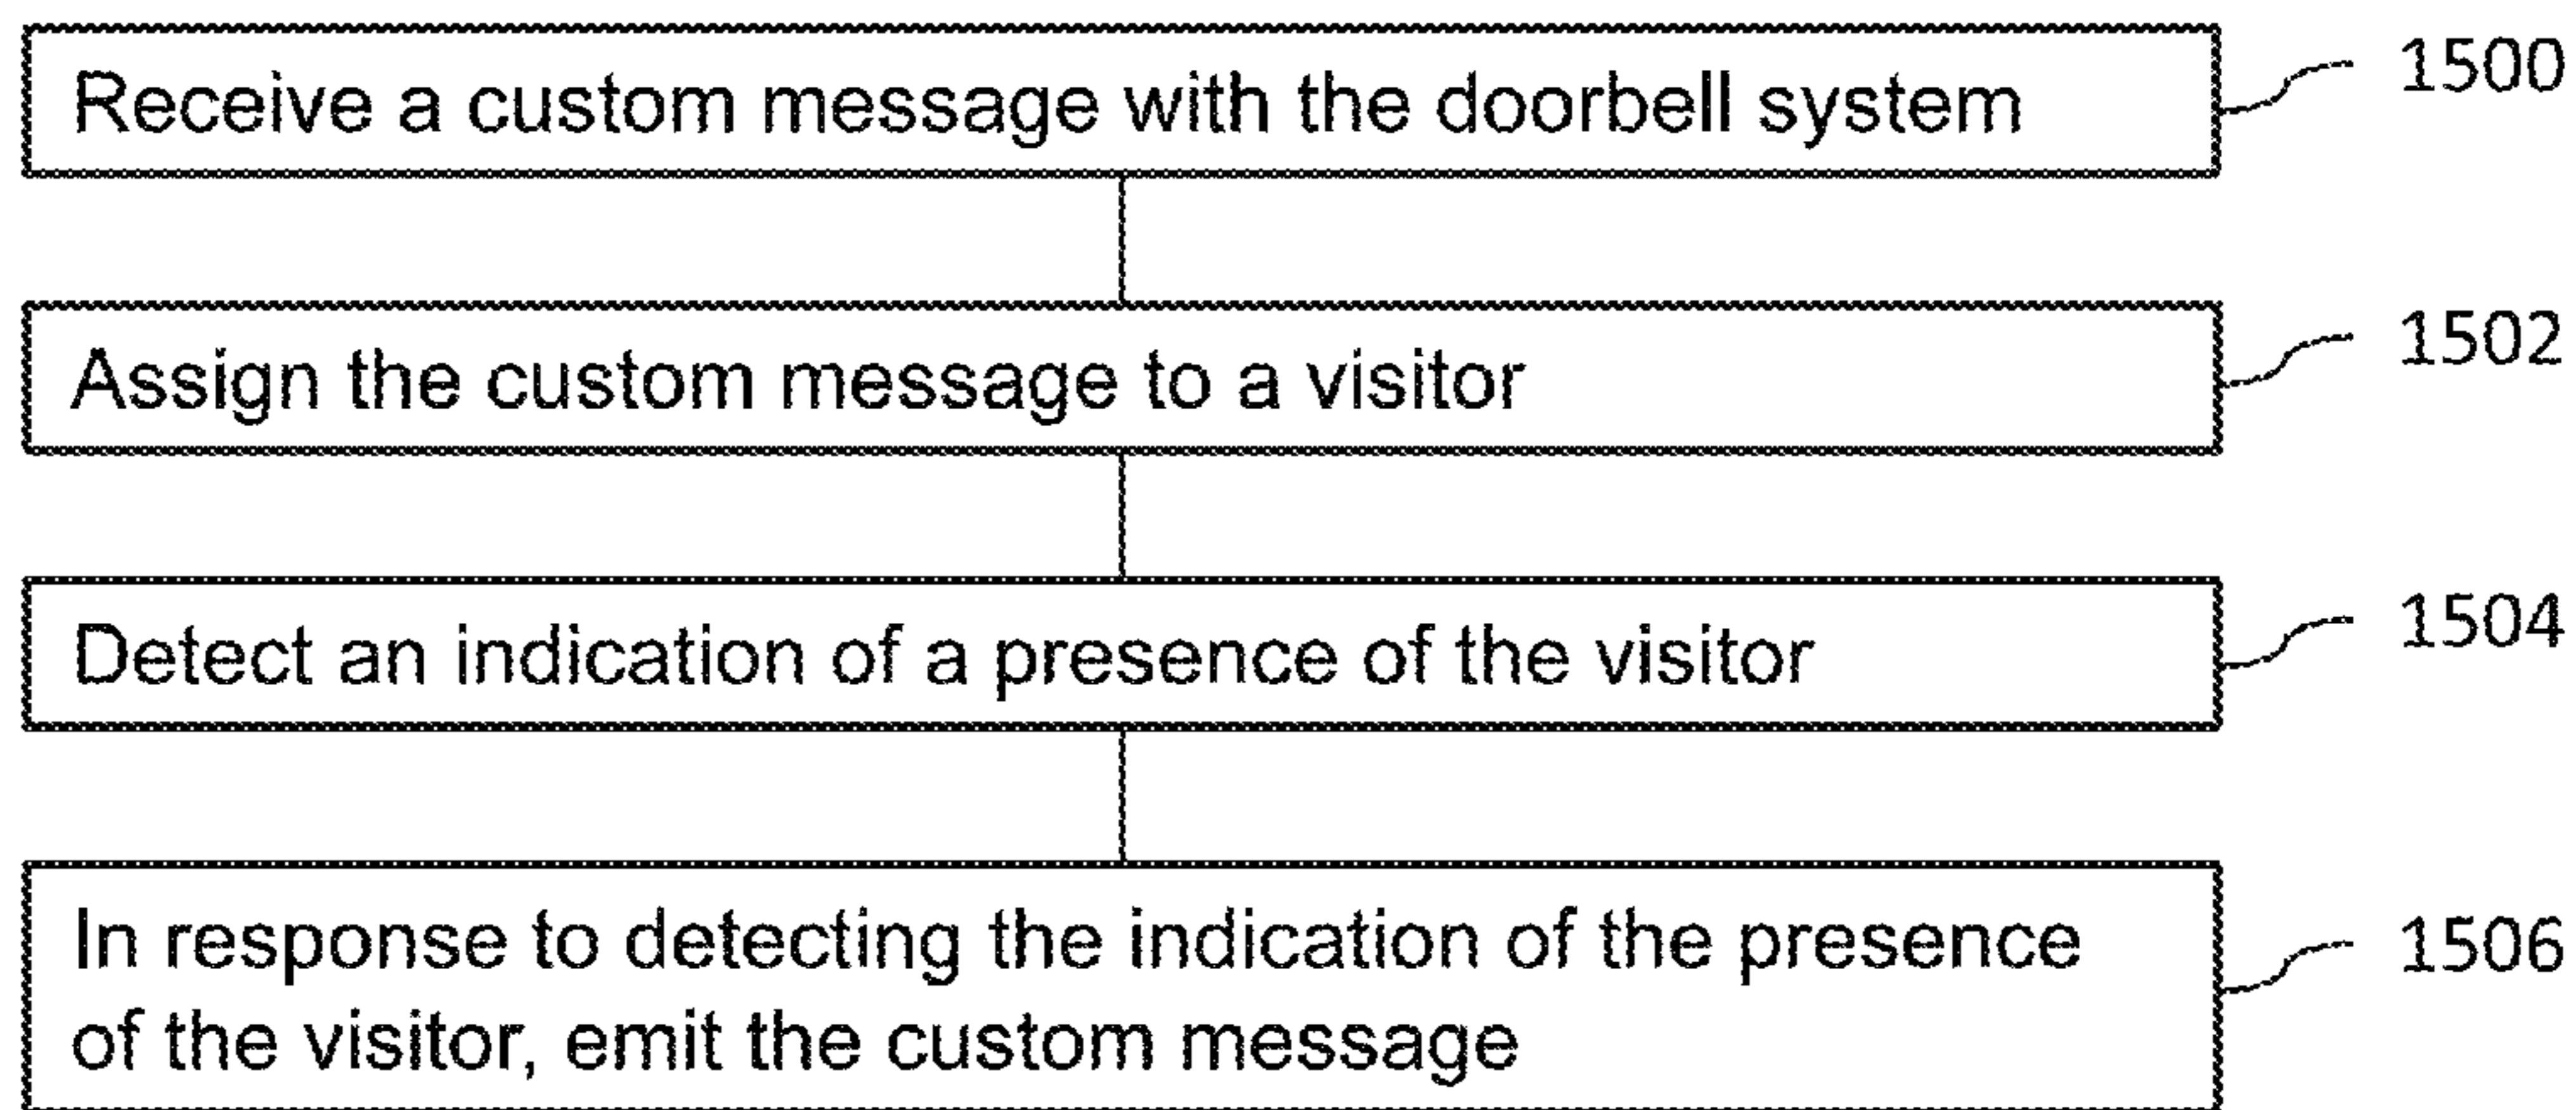 Receive a custom message with the doorbell system
1500
Assign the custom message to a visitor
1502
Detect an indication of a presence of the visitor
1504
In response to detecting the indication of the presence
of the visitor, emit the custom message
1506